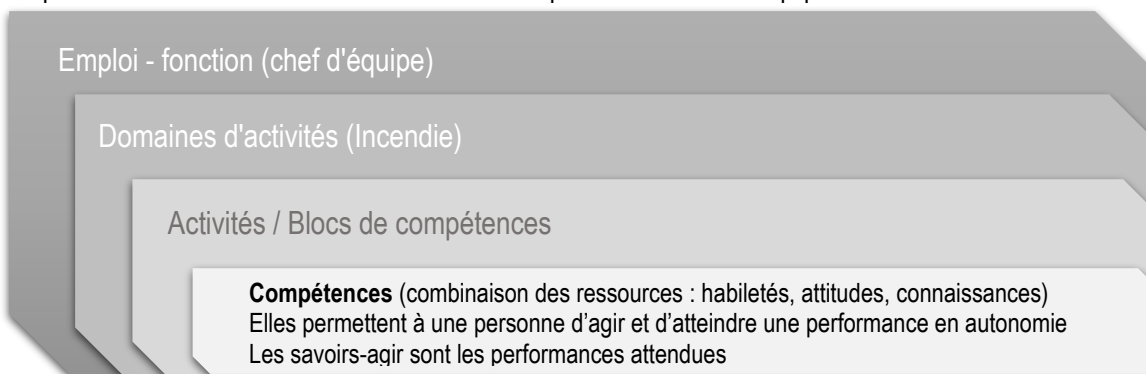 Emploi - fonction (chef d'équipe)
Domaines d'activités (Incendie)
Activités / Blocs de compétences
Compétences (combinaison des ressources : habiletés, attitudes, connaissances)
Elles permettent à une personne d’agir et d’atteindre une performance en autonomie
Les savoirs-agir sont les performances attendues